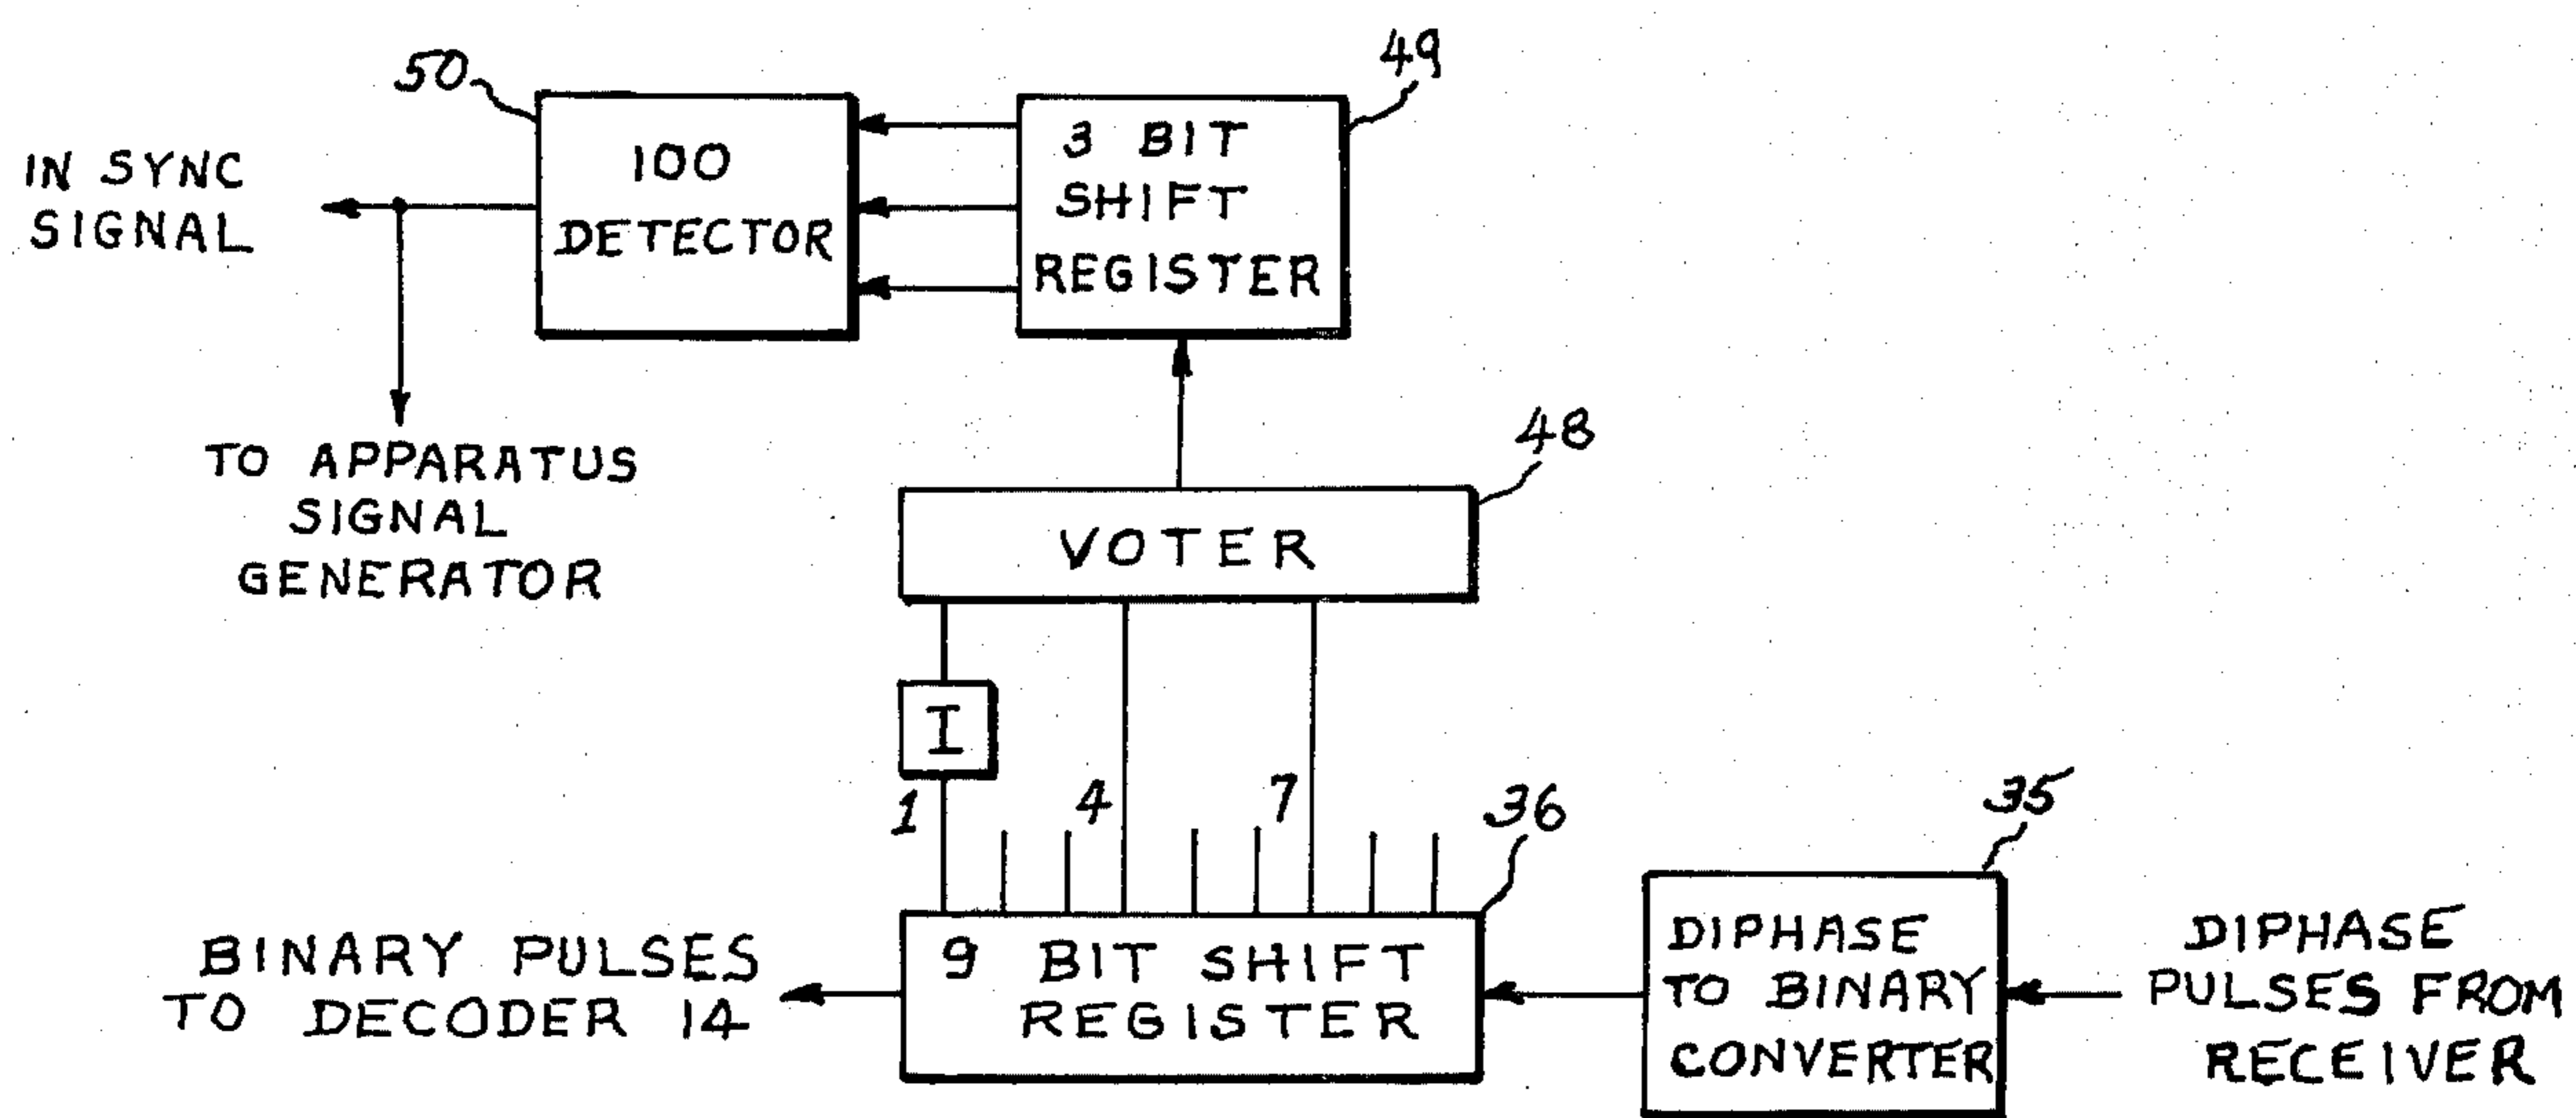 50
49
IN SYNC
SIGNAL
100
DETECTOR
3 BIT
SHIFT
REGISTER
TO APPARATUS
SIGNAL
GENERATOR
48
VOTER
I
1
4
7
36
35
BINARY PULSES
TO DECODER 14
9 BIT SHIFT
REGISTER
DIPHASE
TO BINARY
CONVERTER
DIPHASE
PULSES FROM
RECEIVER